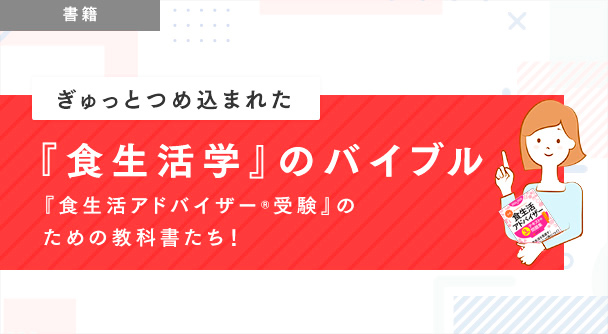 書籍
ぎゅっとつめ込まれた
『食生活学』のバイブル
『食生活アドバイザー®受験』の
ための教科書たち！
食生活
アドバイザー